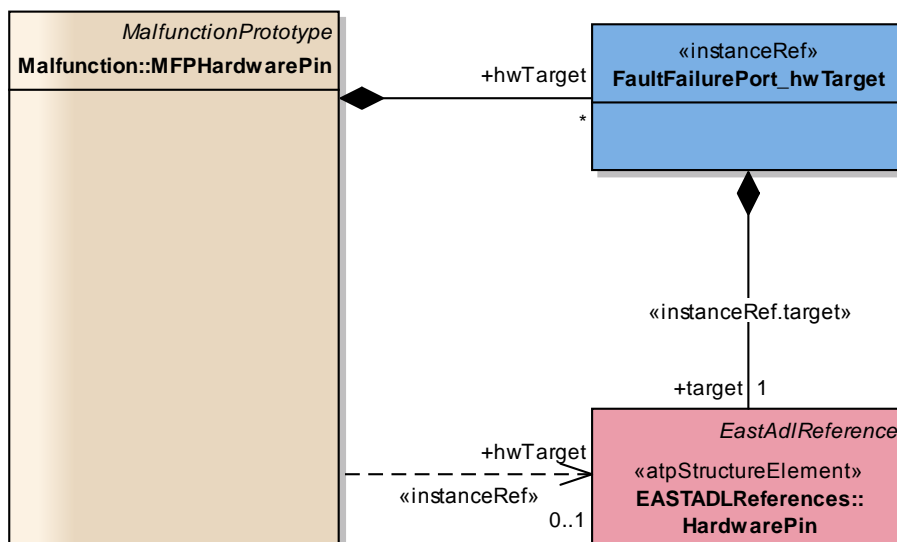 MalfunctionPrototype
Malfunction::MFPHardwarePin
+hwTarget
*
«instanceRef»
FaultFailurePort_hwTarget
«instanceRef.target»
+target 1
+hwTarget
«instanceRef»
0..1
EastAdlReference
«atpStructureElement»
EASTADLReferences::
HardwarePin